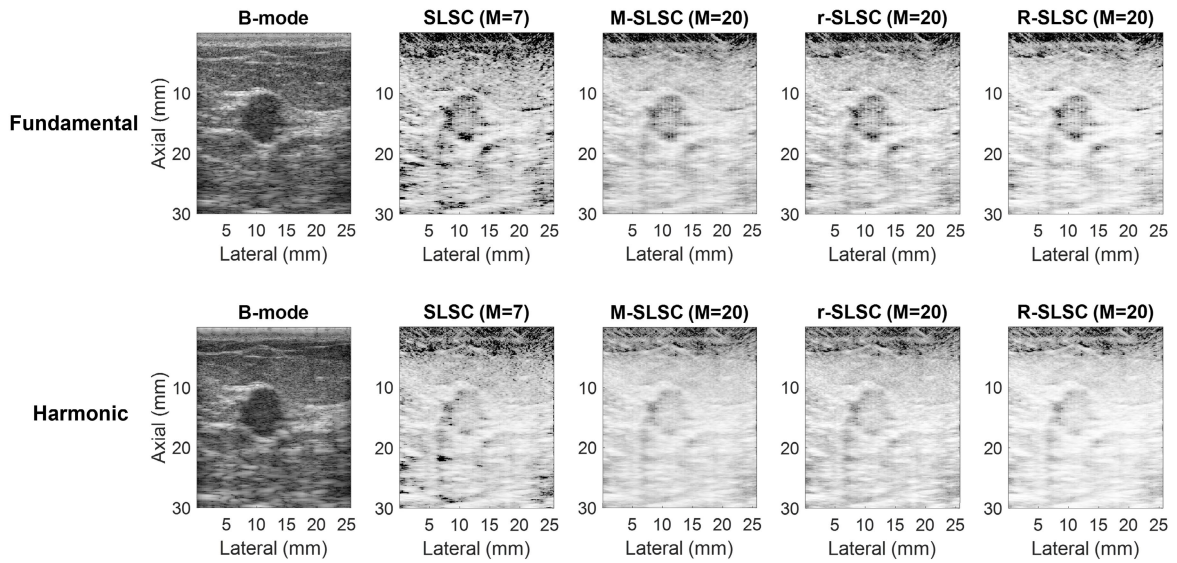 B-mode SLSC (M=7) M-SLSC (M=20) r-SLSC (M=20) R-SLSC (M=20)
Fundamental
Axial (mm)
10 10 10 10 10
20 20 20 20 20
30 30 30 30 30
5 10 15 20 25 5 10 15 20 25 5 10 15 20 25 5 10 15 20 25 5 10 15 20 25
Lateral (mm) Lateral (mm) Lateral (mm) Lateral (mm) Lateral (mm)
B-mode SLSC (M=7) M-SLSC (M=20) r-SLSC (M=20) R-SLSC (M=20)
Harmonic
Axial (mm)
10 10 10 10 10
20 20 20 20 20
30 30 30 30 30
5 10 15 20 25 5 10 15 20 25 5 10 15 20 25 5 10 15 20 25 5 10 15 20 25
Lateral (mm) Lateral (mm) Lateral (mm) Lateral (mm) Lateral (mm)